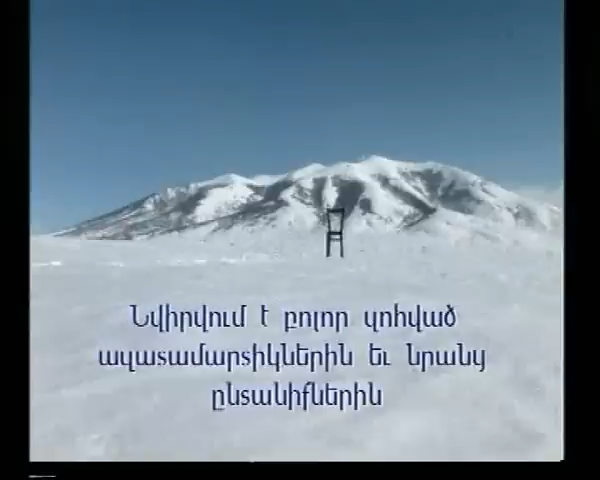 Նվիրվում է բոլոր զոհված
ազատամարտիկներին եւ նրանց
ընտանիքներին